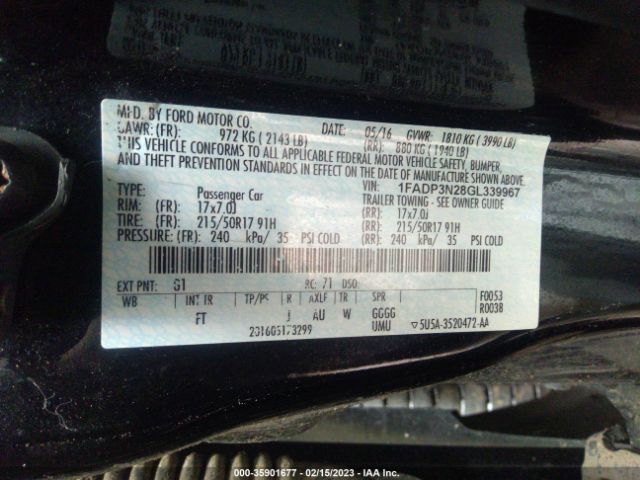 MFD. BY FORD MOTOR CO.
DATE: 05/16 GVWR: 1810 KG ( 3990 LB)
GAWR: (FR): 972 KG ( 2143 LB) (RR): 880 KG ( 1940 LB)
THIS VEHICLE CONFORMS TO ALL APPLICABLE FEDERAL MOTOR VEHICLE SAFETY, BUMPER,
AND THEFT PREVENTION STANDARDS IN EFFECT ON THE DATE OF MANUFACTURE SHOWN ABOVE.
VIN: 1FADP3N28GL339967
TYPE: Passenger Car TRAILER TOWING - SEE OWNER GUIDE
RIM: (FR): 17x7.0J (RR): 17x7.0J
TIRE: (FR): 215/50R17 91H (RR): 215/50R17 91H
PRESSURE: (FR): 240 kPa/ 35 PSI COLD (RR): 240 kPa/ 35 PSI COLD
EXT PNT: G1 RC: 71 DSO: F0053
WB INT TR TP/PS R AXLE TR SPR R0038
FT J AU W GGGG
UMU
5U5A-3520472-AA
000-35901677 - 02/15/2023 - IAA Inc.